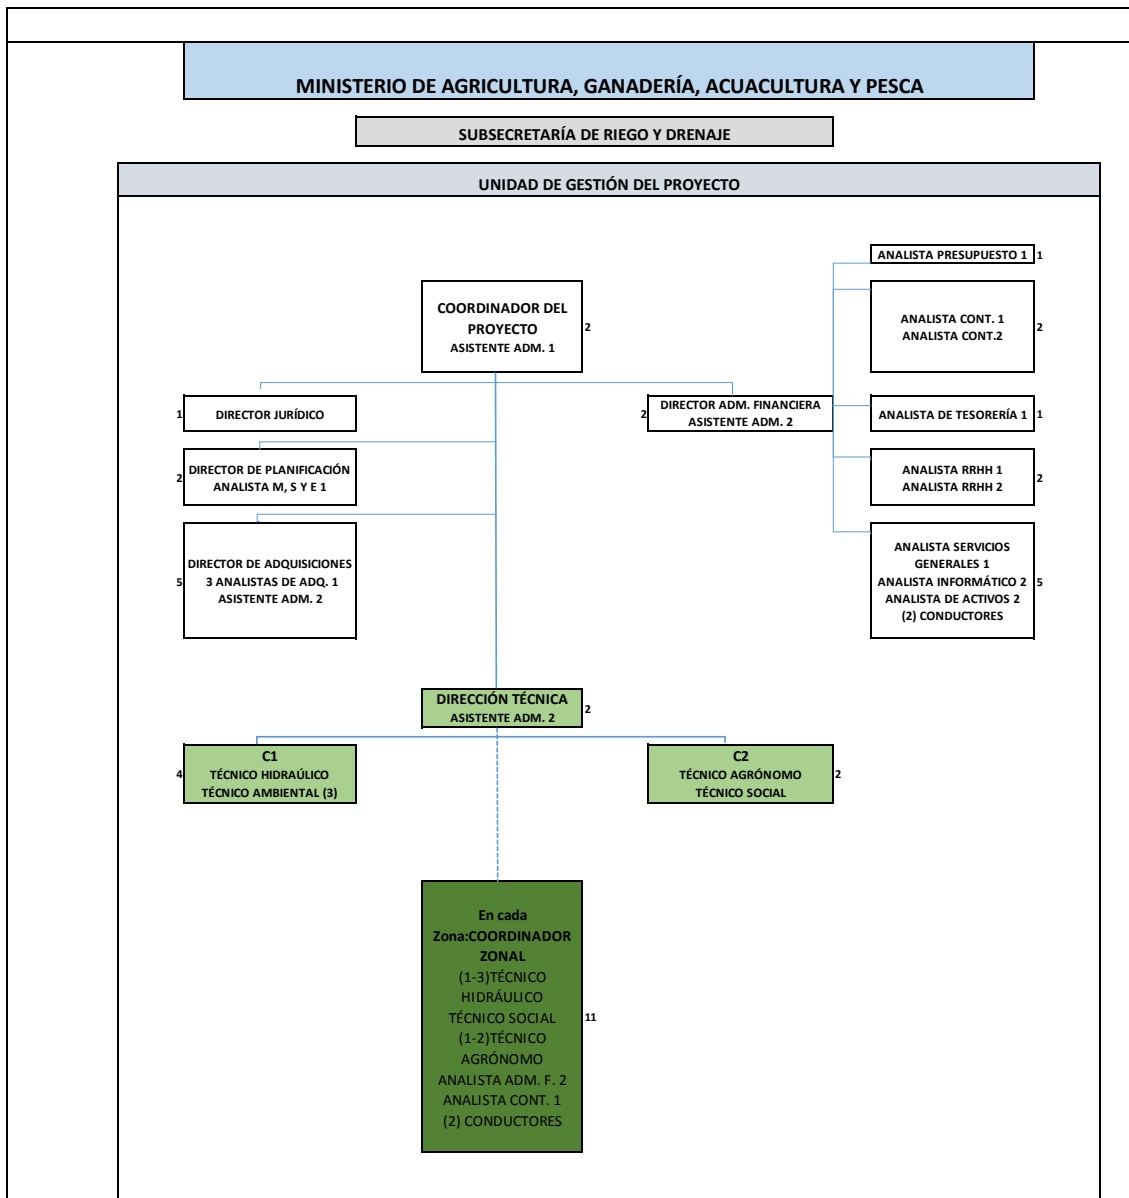 MINISTERIO DE AGRICULTURA, GANADERÍA, ACUACULTURA Y PESCA
SUBSECRETARÍA DE RIEGO Y DRENAJE
UNIDAD DE GESTIÓN DEL PROYECTO
ANALISTA PRESUPUESTO 1
1
COORDINADOR DEL
PROYECTO
ASISTENTE ADM. 1
2
ANALISTA CONT. 1
ANALISTA CONT.2
2
1
DIRECTOR JURÍDICO
2
DIRECTOR ADM. FINANCIERA
ASISTENTE ADM. 2
ANALISTA DE TESORERÍA 1
1
2
DIRECTOR DE PLANIFICACIÓN
ANALISTA M, S Y E 1
ANALISTA RRHH 1
ANALISTA RRHH 2
2
5
DIRECTOR DE ADQUISICIONES
3 ANALISTAS DE ADQ. 1
ASISTENTE ADM. 2
ANALISTA SERVICIOS
GENERALES 1
ANALISTA INFORMÁTICO 2
ANALISTA DE ACTIVOS 2
(2) CONDUCTORES
5
DIRECCIÓN TÉCNICA
ASISTENTE ADM. 2
2
4
C1
TÉCNICO HIDRAÚLICO
TÉCNICO AMBIENTAL (3)
C2
TÉCNICO AGRÓNOMO
TÉCNICO SOCIAL
2
En cada
Zona:COORDINADOR
ZONAL
(1-3)TÉCNICO
HIDRÁULICO
TÉCNICO SOCIAL
(1-2)TÉCNICO
AGRÓNOMO
ANALISTA ADM. F. 2
ANALISTA CONT. 1
(2) CONDUCTORES
11